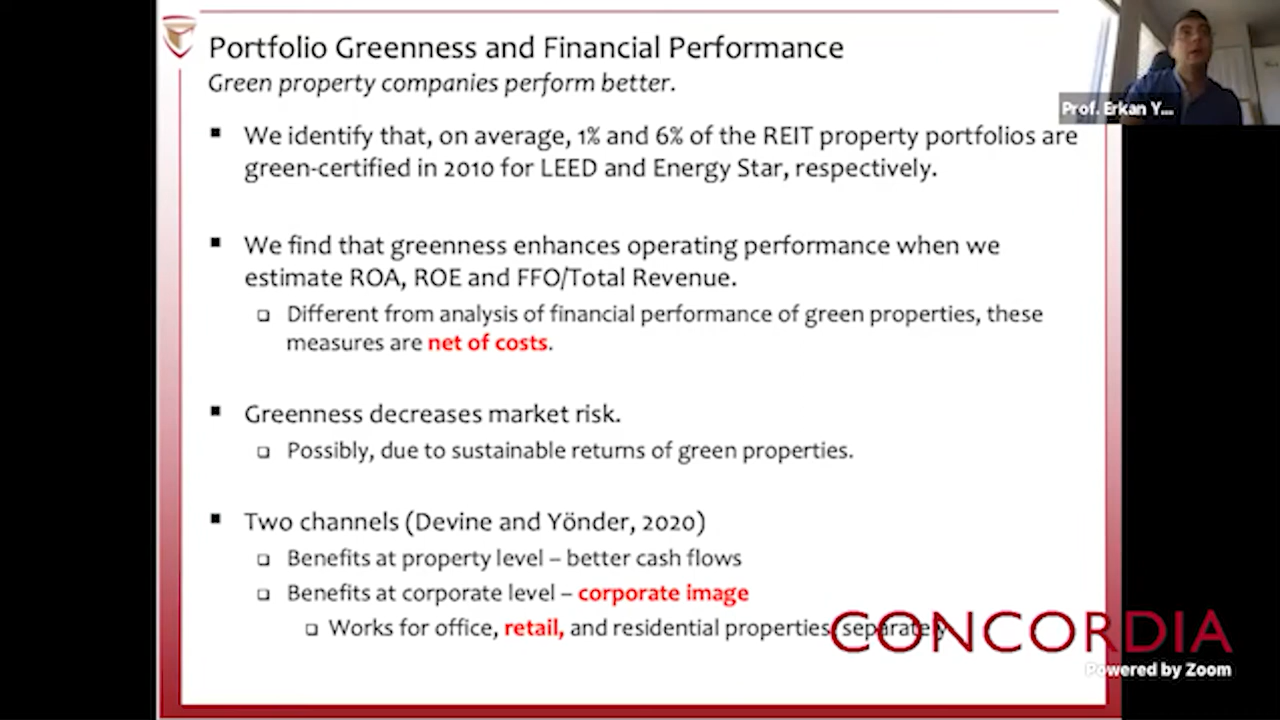 Portfolio Greenness and Financial Performance
Green property companies perform better.
Prof. Erkan Y...
▪ We identify that, on average, 1% and 6% of the REIT property portfolios are
green-certified in 2010 for LEED and Energy Star, respectively.
▪ We find that greenness enhances operating performance when we
estimate ROA, ROE and FFO/Total Revenue.
❑ Different from analysis of financial performance of green properties, these
measures are net of costs.
▪ Greenness decreases market risk.
❑ Possibly, due to sustainable returns of green properties.
▪ Two channels (Devine and Yönder, 2020)
❑ Benefits at property level – better cash flows
❑ Benefits at corporate level – corporate image
❑ Works for office, retail, and residential properties, separately
CONCORDIA
Powered by Zoom